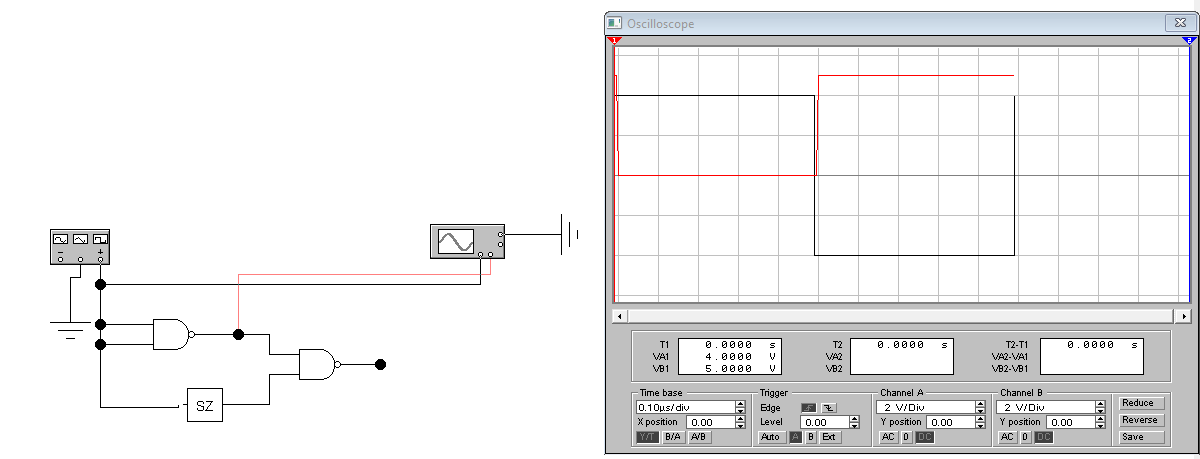 Oscilloscope
1
2
- +
SZ
T1 0.0000 s
VA1 4.0000 V
VB1 5.0000 V
T2 0.0000 s
VA2
VB2
T2-T1 0.0000 s
VA2-VA1
VB2-VB1
Time base
0.10µs/div
X position 0.00
Y/T B/A A/B
Trigger
Edge
Level 0.00
Auto A B Ext
Channel A
2 V/Div
Y position 0.00
AC 0 DC
Channel B
2 V/Div
Y position 0.00
AC 0 DC
Reduce
Reverse
Save